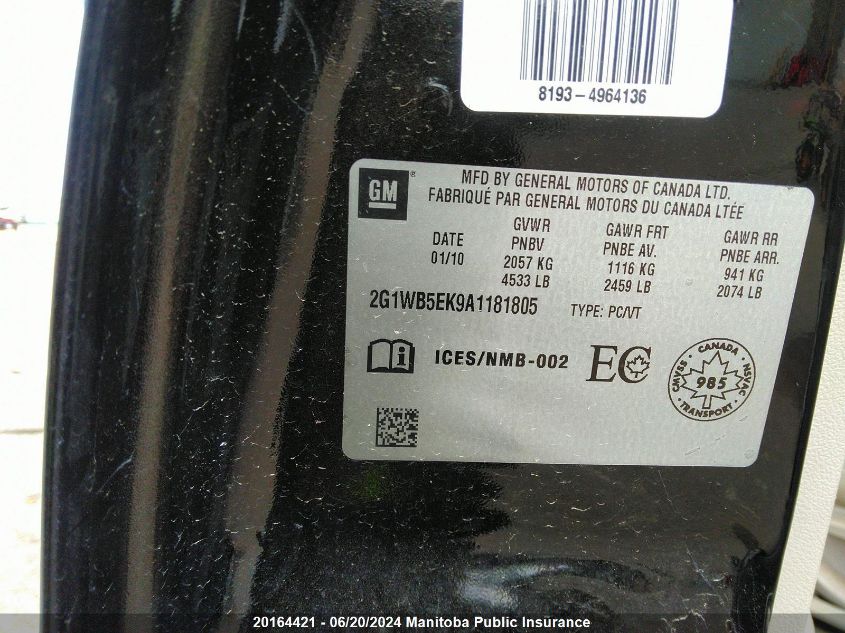 8193-4964136
GM®
MFD BY GENERAL MOTORS OF CANADA LTD.
FABRIQUÉ PAR GENERAL MOTORS DU CANADA LTÉE
DATE GVWR GAWR FRT GAWR RR
PNBV PNBE AV. PNBE ARR.
01/10 2057 KG 1116 KG 941 KG
4533 LB 2459 LB 2074 LB
2G1WB5EK9A1181805 TYPE: PC/VT
i ICES/NMB-002 EC
CANADA
CMVSS 985 NSVAC
TRANSPORT
20164421 - 06/20/2024 Manitoba Public Insurance